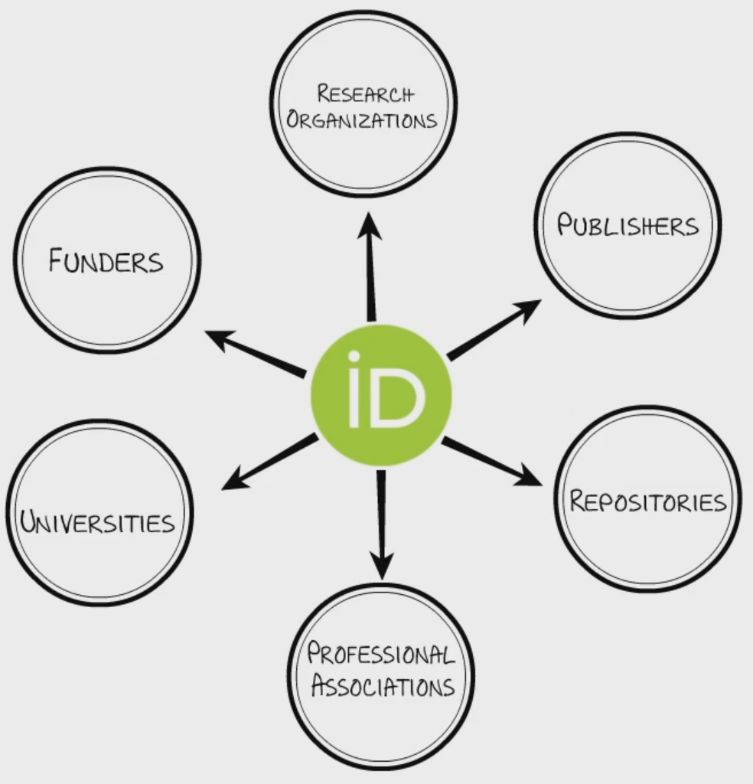 Research
Organizations
Publishers
Funders
iD
Universities
Repositories
Professional
Associations